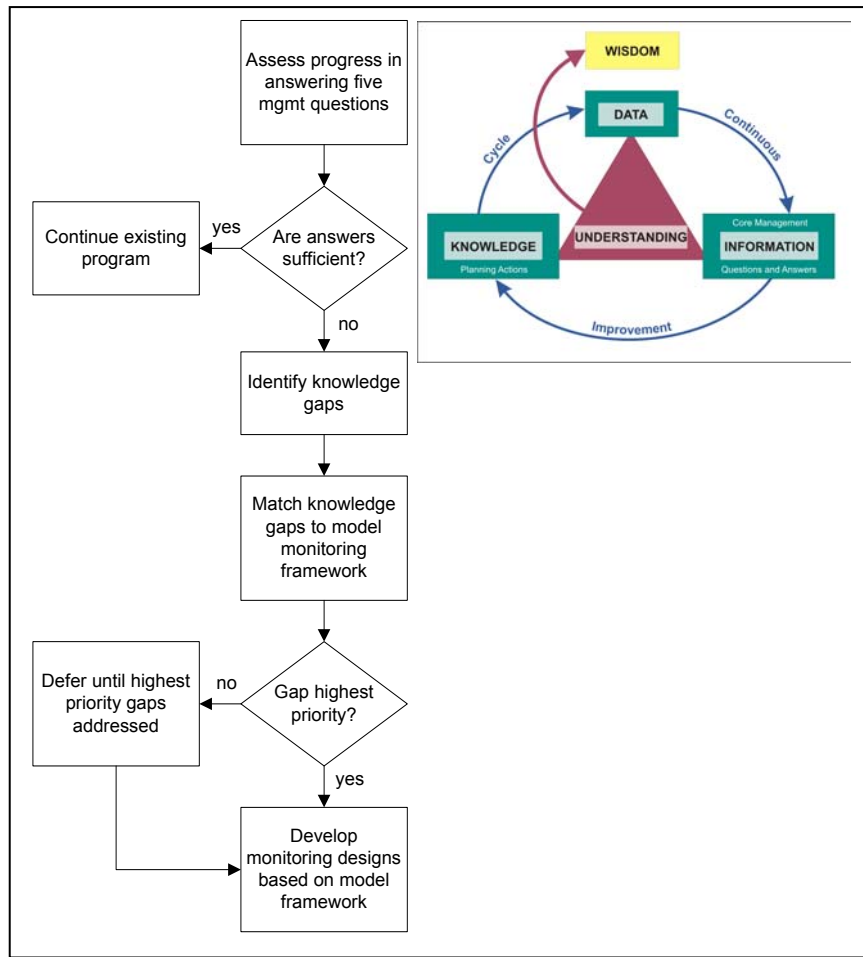 Assess progress in
answering five
mgmt questions
Are answers
sufficient?
yes
Continue existing
program
no
Identify knowledge
gaps
Match knowledge
gaps to model
monitoring
framework
Gap highest
priority?
no
Defer until highest
priority gaps
addressed
yes
Develop
monitoring designs
based on model
framework
WISDOM
DATA
Cycle
Continuous
KNOWLEDGE
Planning Actions
UNDERSTANDING
Core Management
INFORMATION
Questions and Answers
Improvement